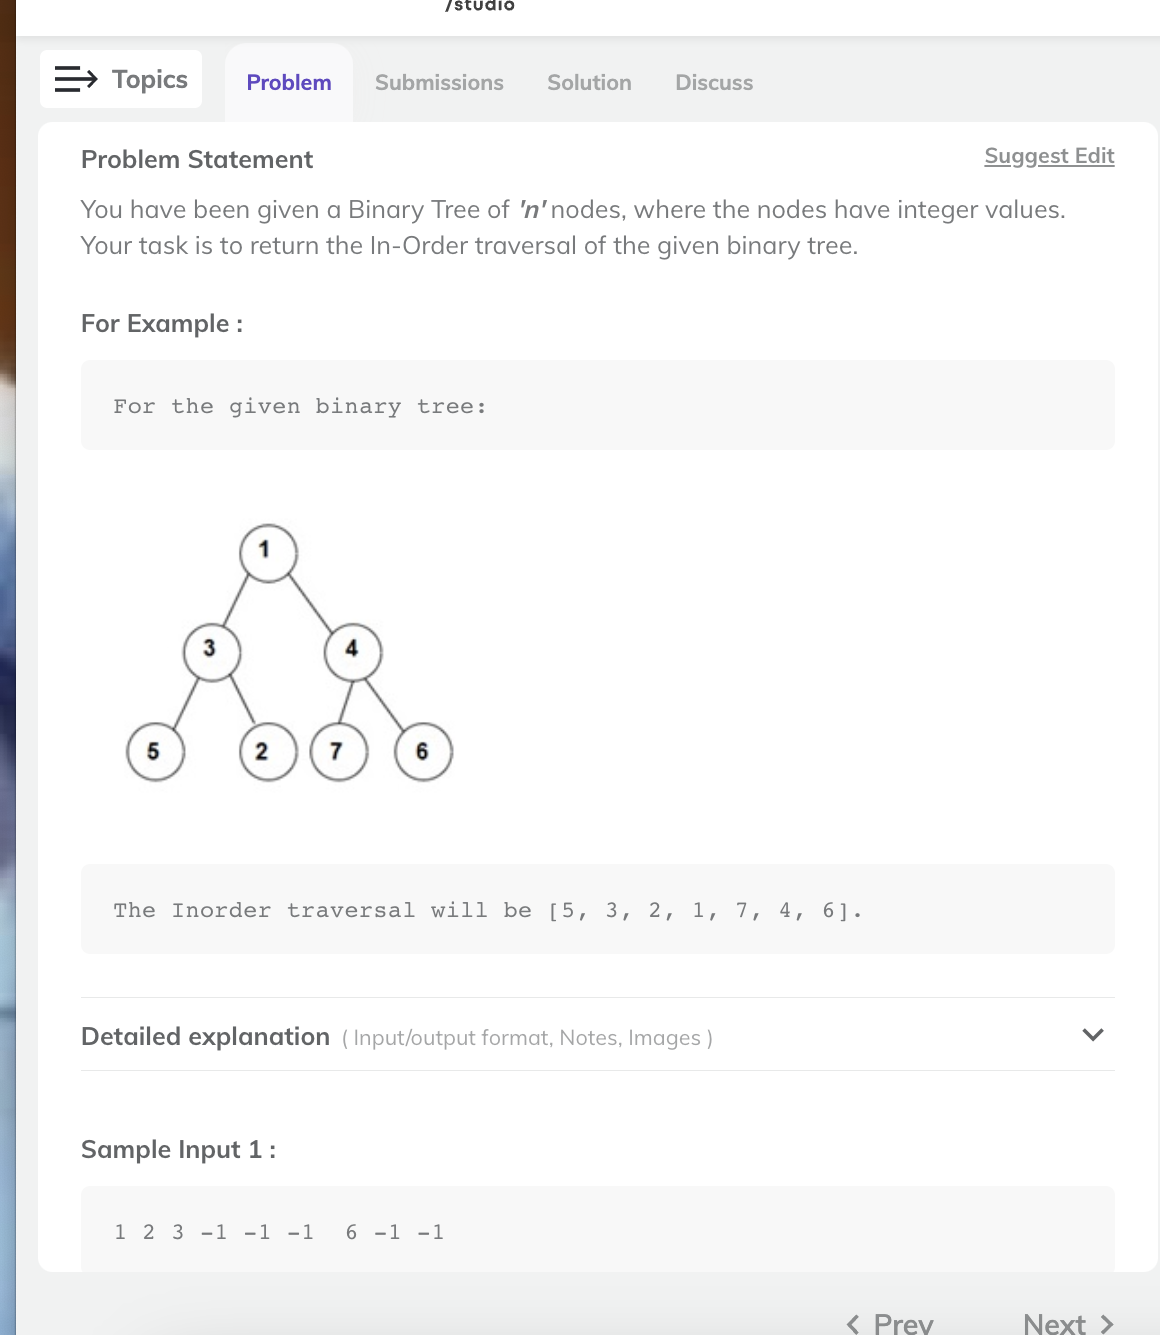 /studio
Topics
Problem
Submissions
Solution
Discuss
Problem Statement
Suggest Edit
You have been given a Binary Tree of 'n' nodes, where the nodes have integer values.
Your task is to return the In-Order traversal of the given binary tree.
For Example :
For the given binary tree:
1
3 4
5 2 7 6
The Inorder traversal will be [5, 3, 2, 1, 7, 4, 6].
Detailed explanation ( Input/output format, Notes, Images )
Sample Input 1 :
1 2 3 -1 -1 -1  6 -1 -1
Prev
Next